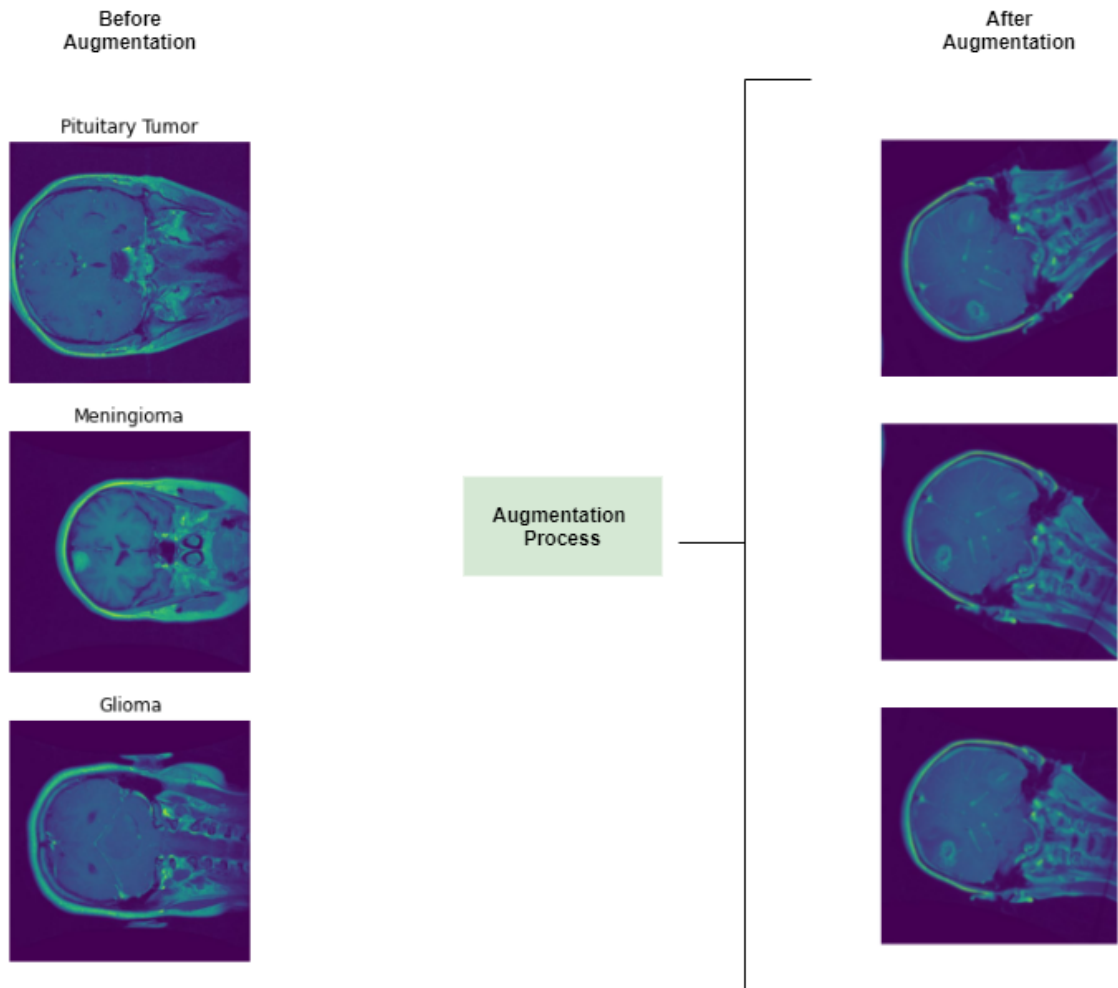 Before
Augmentation
After
Augmentation
Pituitary Tumor
Meningioma
Augmentation
Process
Glioma